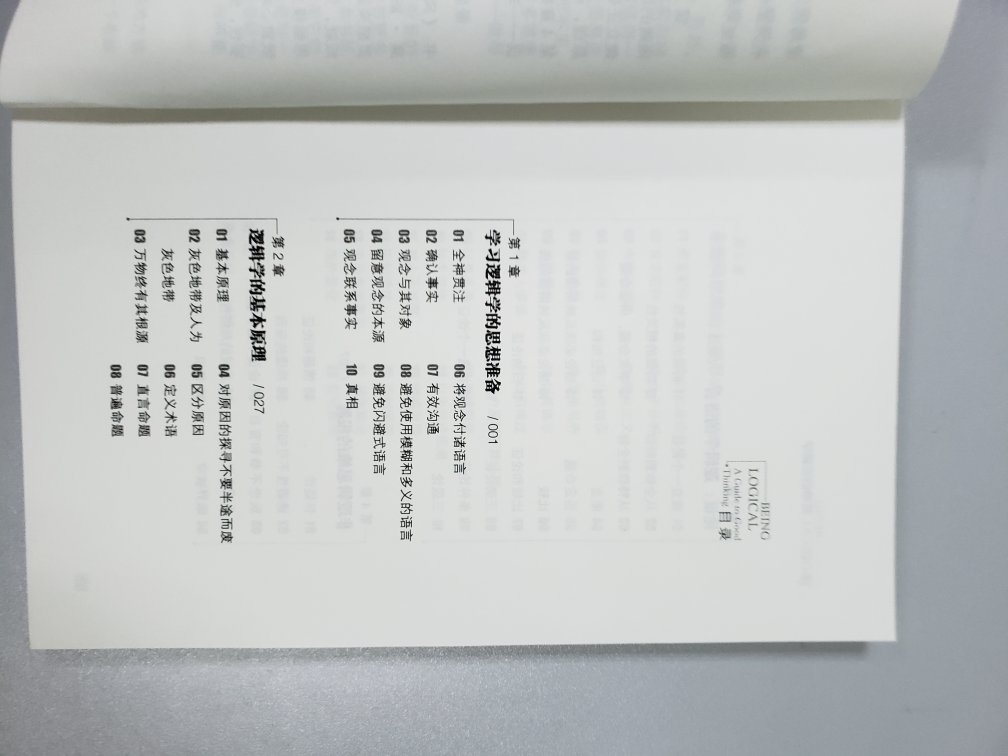 BEING
LOGICAL
A Guide to Good
Thinking
目录
第1章
学习逻辑学的思想准备 /001
01 全神贯注
02 确认事实
03 观念与其对象
04 留意观念的本源
05 观念联系事实
06 将观念付诸语言
07 有效沟通
08 避免使用模糊和多义的语言
09 避免闪避式语言
10 真相
第2章
逻辑学的基本原理 /027
01 基本原理
02 灰色地带及人为
灰色地带
03 万物终有其根源
04 对原因的探寻不要半途而废
05 区分原因
06 定义术语
07 直言命题
08 普遍命题